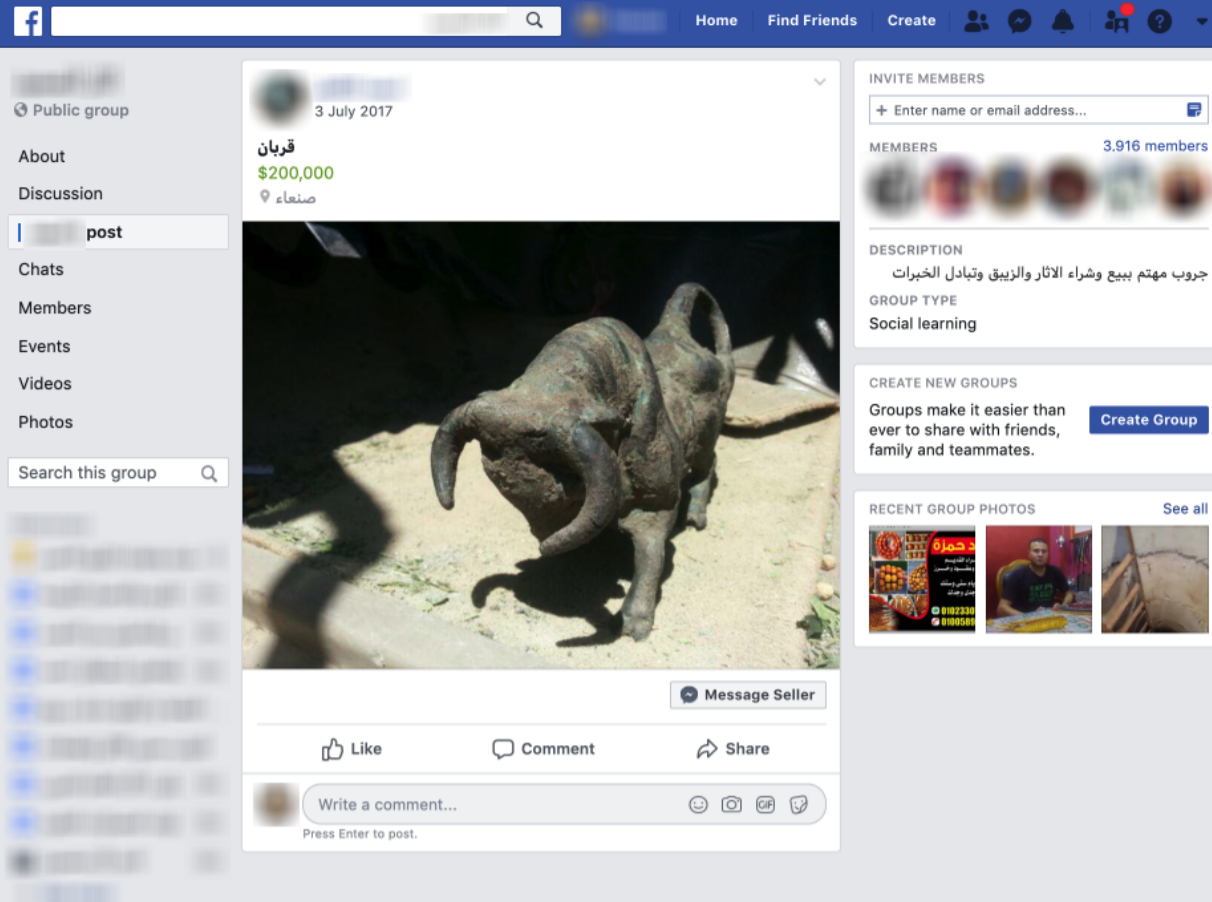 Home
Find Friends
Create
Public group
About
Discussion
post
Chats
Members
Events
Videos
Photos
Search this group
3 July 2017
قربان
$200,000
صنعاء
Message Seller
Like
Comment
Share
Write a comment...
GIF
Press Enter to post.
INVITE MEMBERS
+ Enter name or email address...
MEMBERS
3.916 members
DESCRIPTION
جروب مهتم ببيع وشراء الاثار والزيبق وتبادل الخبرات
GROUP TYPE
Social learning
CREATE NEW GROUPS
Groups make it easier than
ever to share with friends,
family and teammates.
Create Group
RECENT GROUP PHOTOS
See all
د حمزة
0102330
0100589